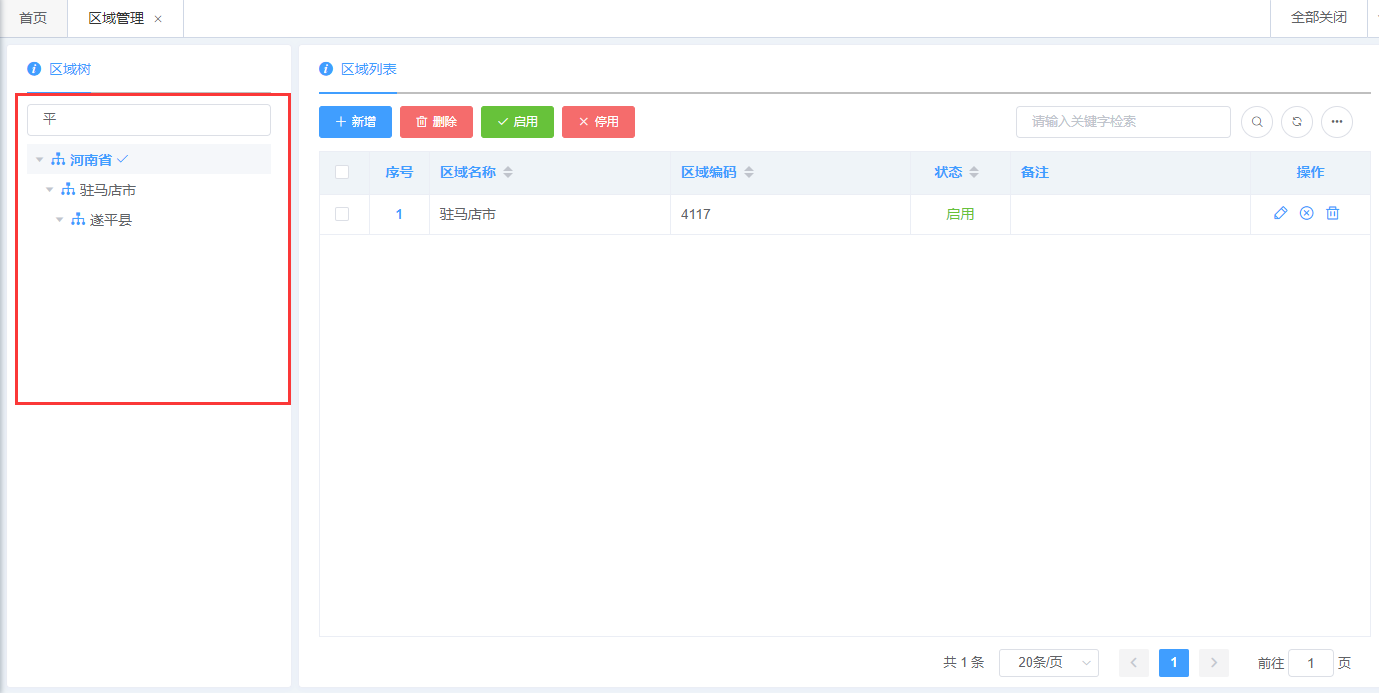 首页 区域管理 全部关闭
区域树
平
河南省
驻马店市
遂平县
区域列表
新增 删除 启用 停用 请输入关键字检索
序号 区域名称 区域编码 状态 备注 操作
1 驻马店市 4117 启用
共 1 条 20条/页 1 前往 1 页